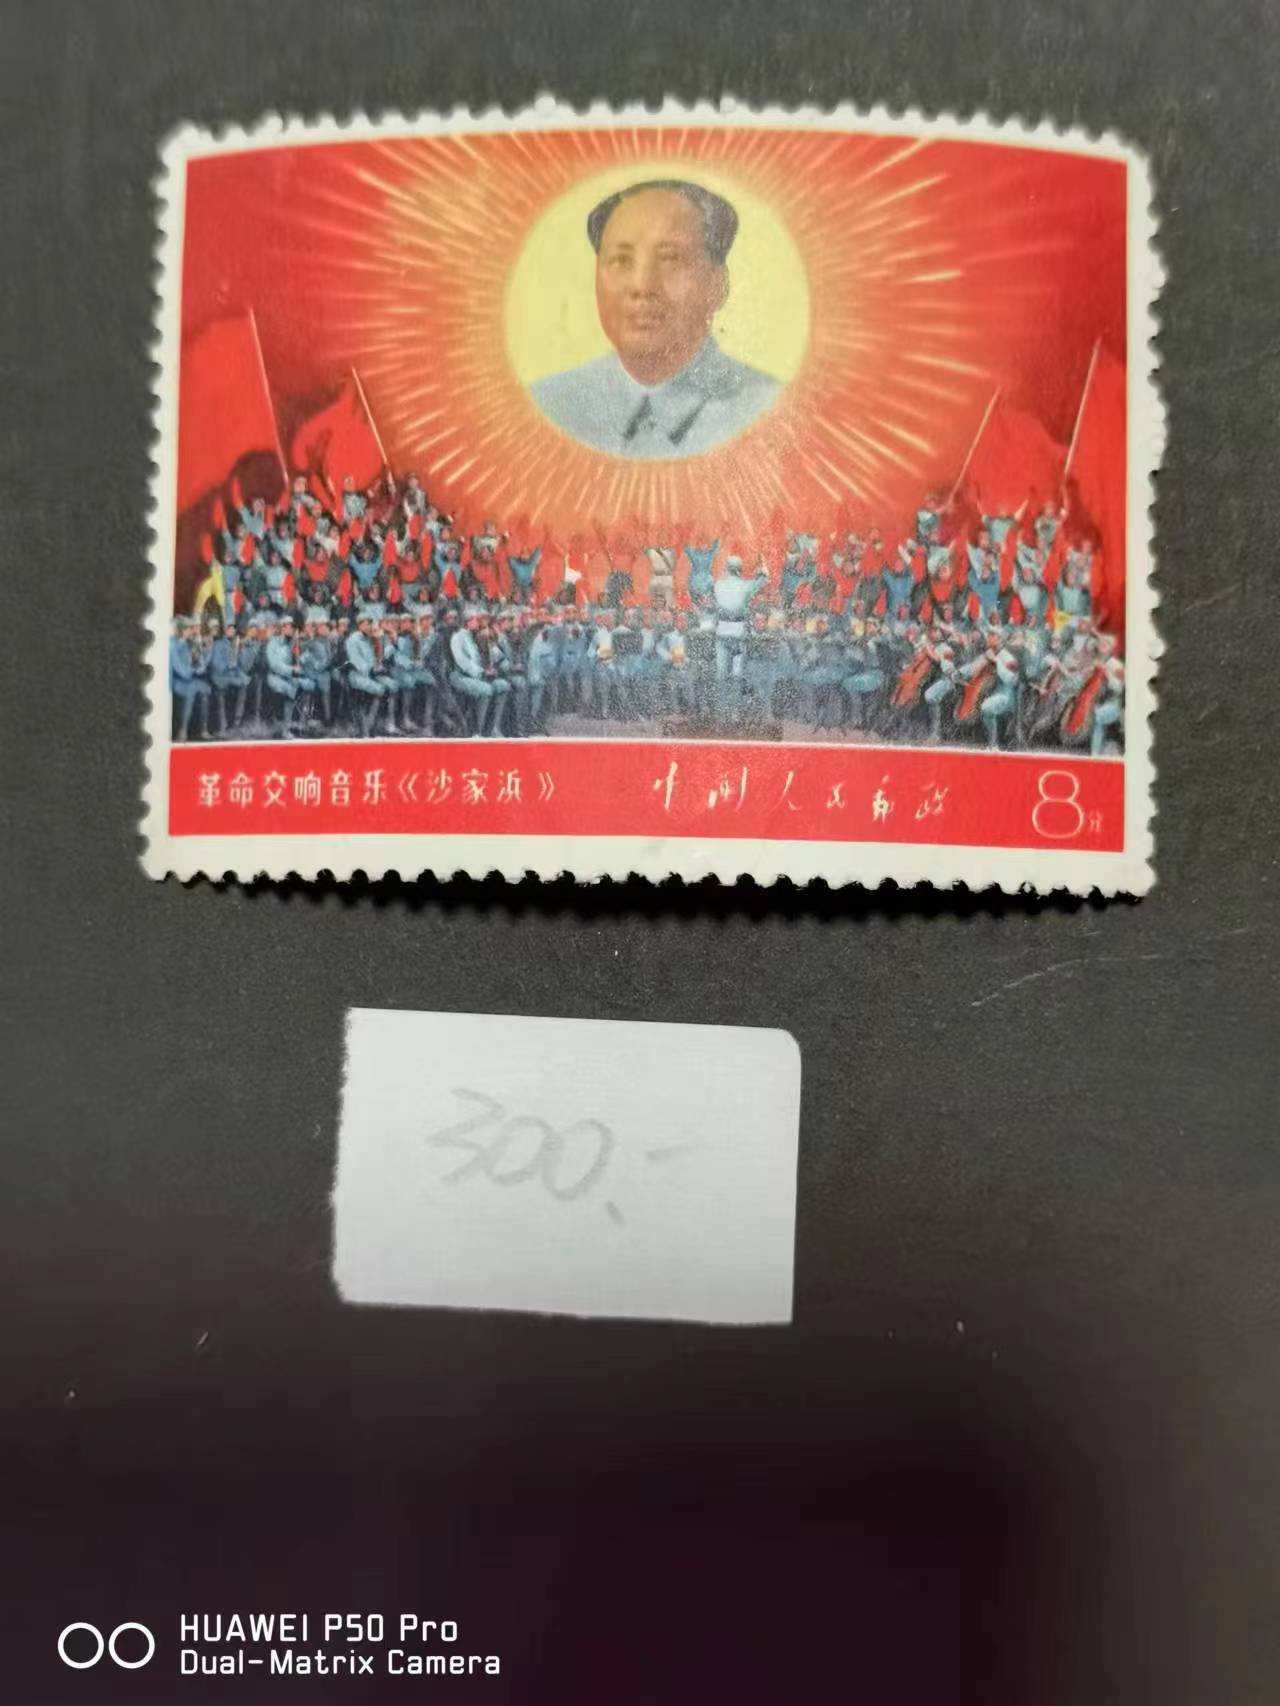 革命交响音乐《沙家浜》 中国人民邮政 8分
300.-
HUAWEI P50 Pro
Dual-Matrix Camera